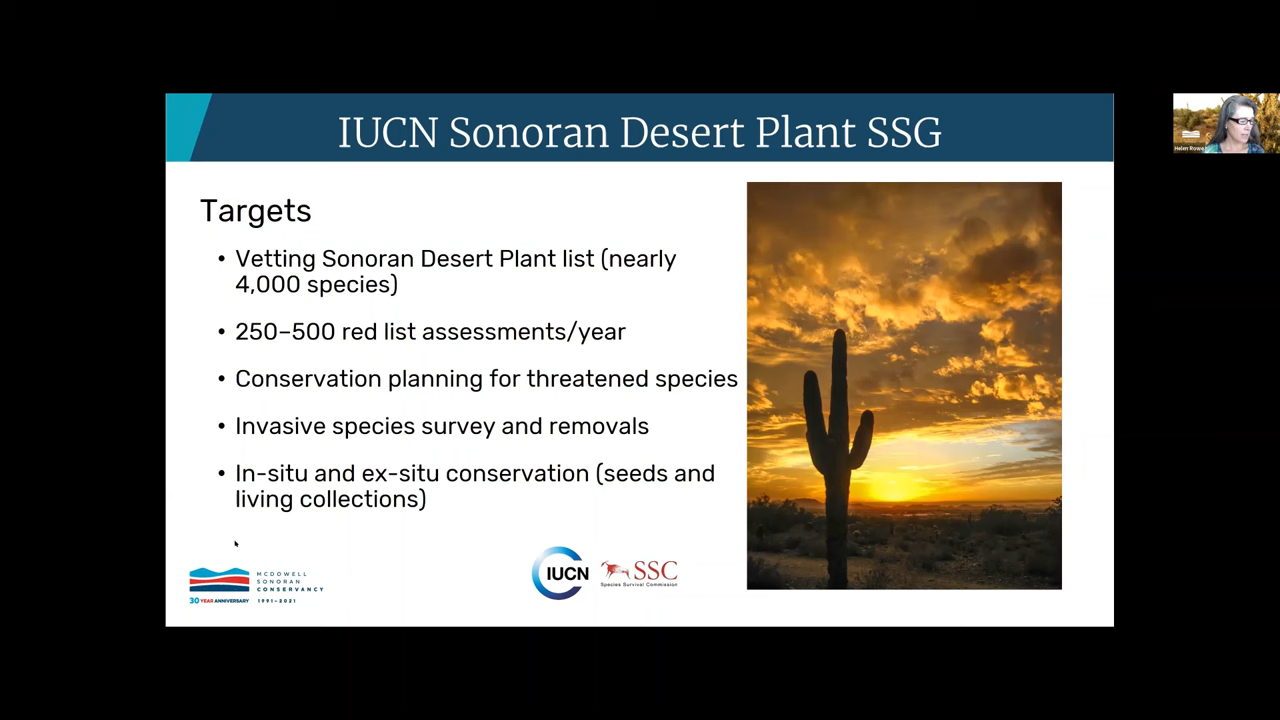 IUCN Sonoran Desert Plant SSG
Targets
• Vetting Sonoran Desert Plant list (nearly
4,000 species)
• 250–500 red list assessments/year
• Conservation planning for threatened species
• Invasive species survey and removals
• In-situ and ex-situ conservation (seeds and
living collections)
MCDOWELL
SONORAN
CONSERVANCY
30 YEAR ANNIVERSARY 1991–2021
IUCN
SSC
Species Survival Commission
Helen Rowe